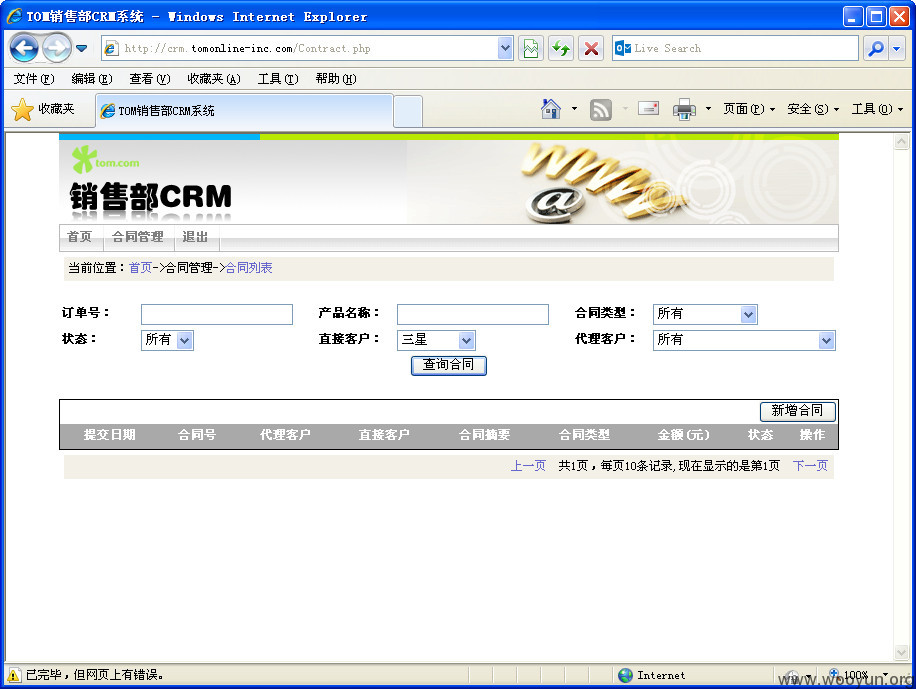 TOM销售部CRM系统 - Windows Internet Explorer
http://crm.tomonline-inc.com/Contract.php
Live Search
文件(F) 编辑(E) 查看(V) 收藏夹(A) 工具(T) 帮助(H)
收藏夹 TOM销售部CRM系统 页面(P) 安全(S) 工具(O)
tom.com
销售部CRM
www
@
首页 合同管理 退出
当前位置：首页->合同管理->合同列表
订单号： 产品名称： 合同类型： 所有
状态： 所有 直接客户： 三星 代理客户： 所有
查询合同
新增合同
提交日期 合同号 代理客户 直接客户 合同摘要 合同类型 金额(元) 状态 操作
上一页 共1页，每页10条记录,现在显示的是第1页 下一页
已完毕，但网页上有错误。 Internet 100%
www.wooyun.org